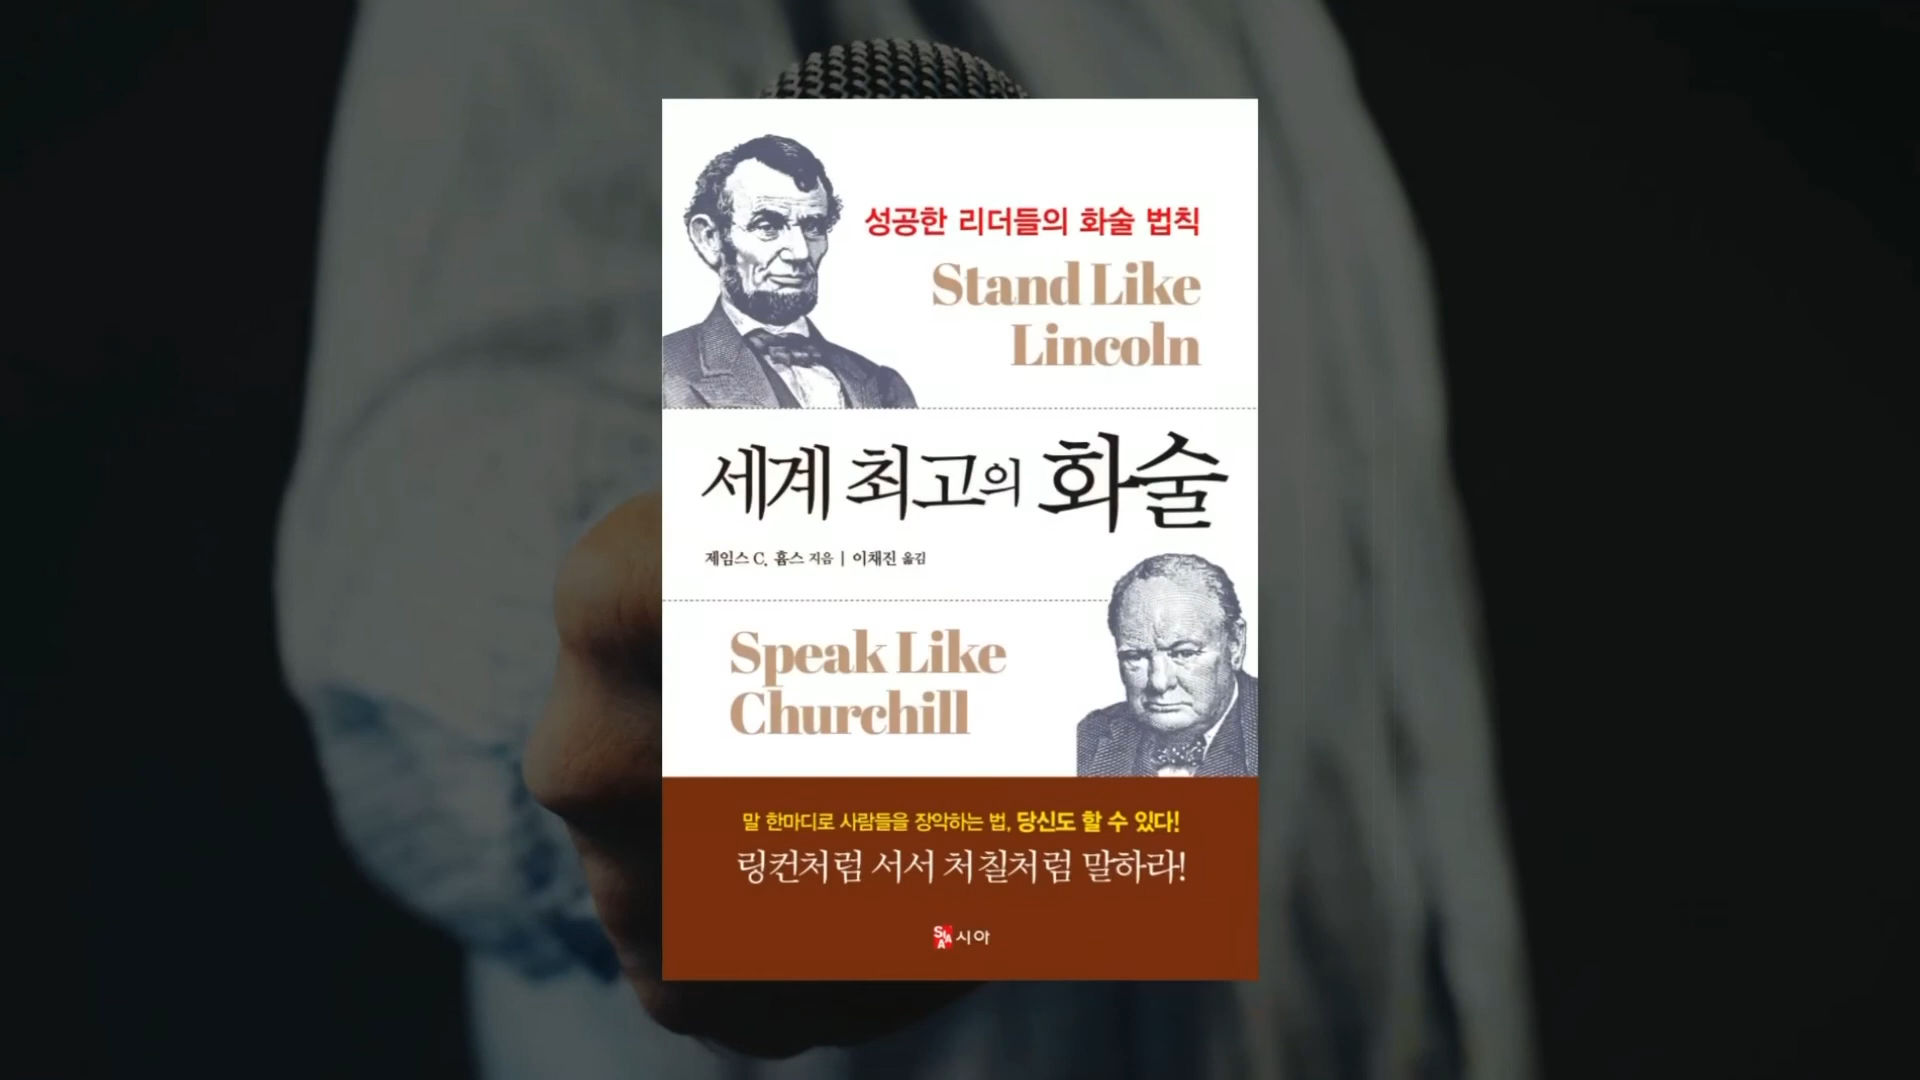 성공한 리더들의 화술 법칙
Stand Like
Lincoln
세계 최고의 화술
제임스 C. 흄스 지음 | 이채진 옮김
Speak Like
Churchill
말 한마디로 사람들을 장악하는 법, 당신도 할 수 있다!
링컨처럼 서서 처칠처럼 말하라!
SIAA 시아